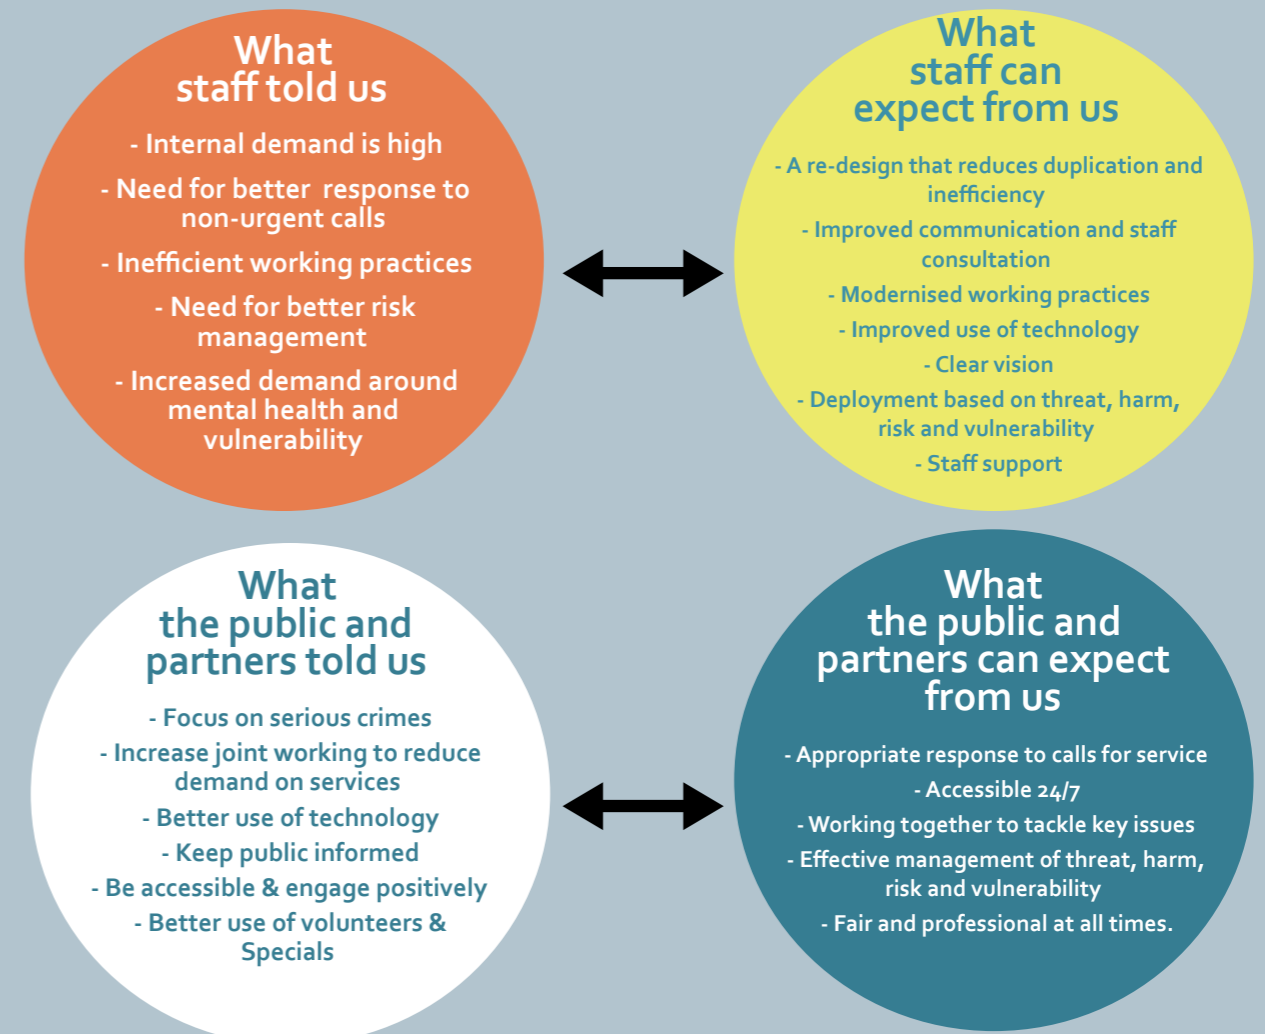 What
staff told us
- Internal demand is high
- Need for better response to
non-urgent calls
- Inefficient working practices
- Need for better risk
management
- Increased demand around
mental health and
vulnerability
What
staff can
expect from us
- A re-design that reduces duplication and
inefficiency
- Improved communication and staff
consultation
- Modernised working practices
- Improved use of technology
- Clear vision
- Deployment based on threat, harm,
risk and vulnerability
- Staff support
What
the public and
partners told us
- Focus on serious crimes
- Increase joint working to reduce
demand on services
- Better use of technology
- Keep public informed
- Be accessible & engage positively
- Better use of volunteers &
Specials
What
the public and
partners can expect
from us
- Appropriate response to calls for service
- Accessible 24/7
- Working together to tackle key issues
- Effective management of threat, harm,
risk and vulnerability
- Fair and professional at all times.